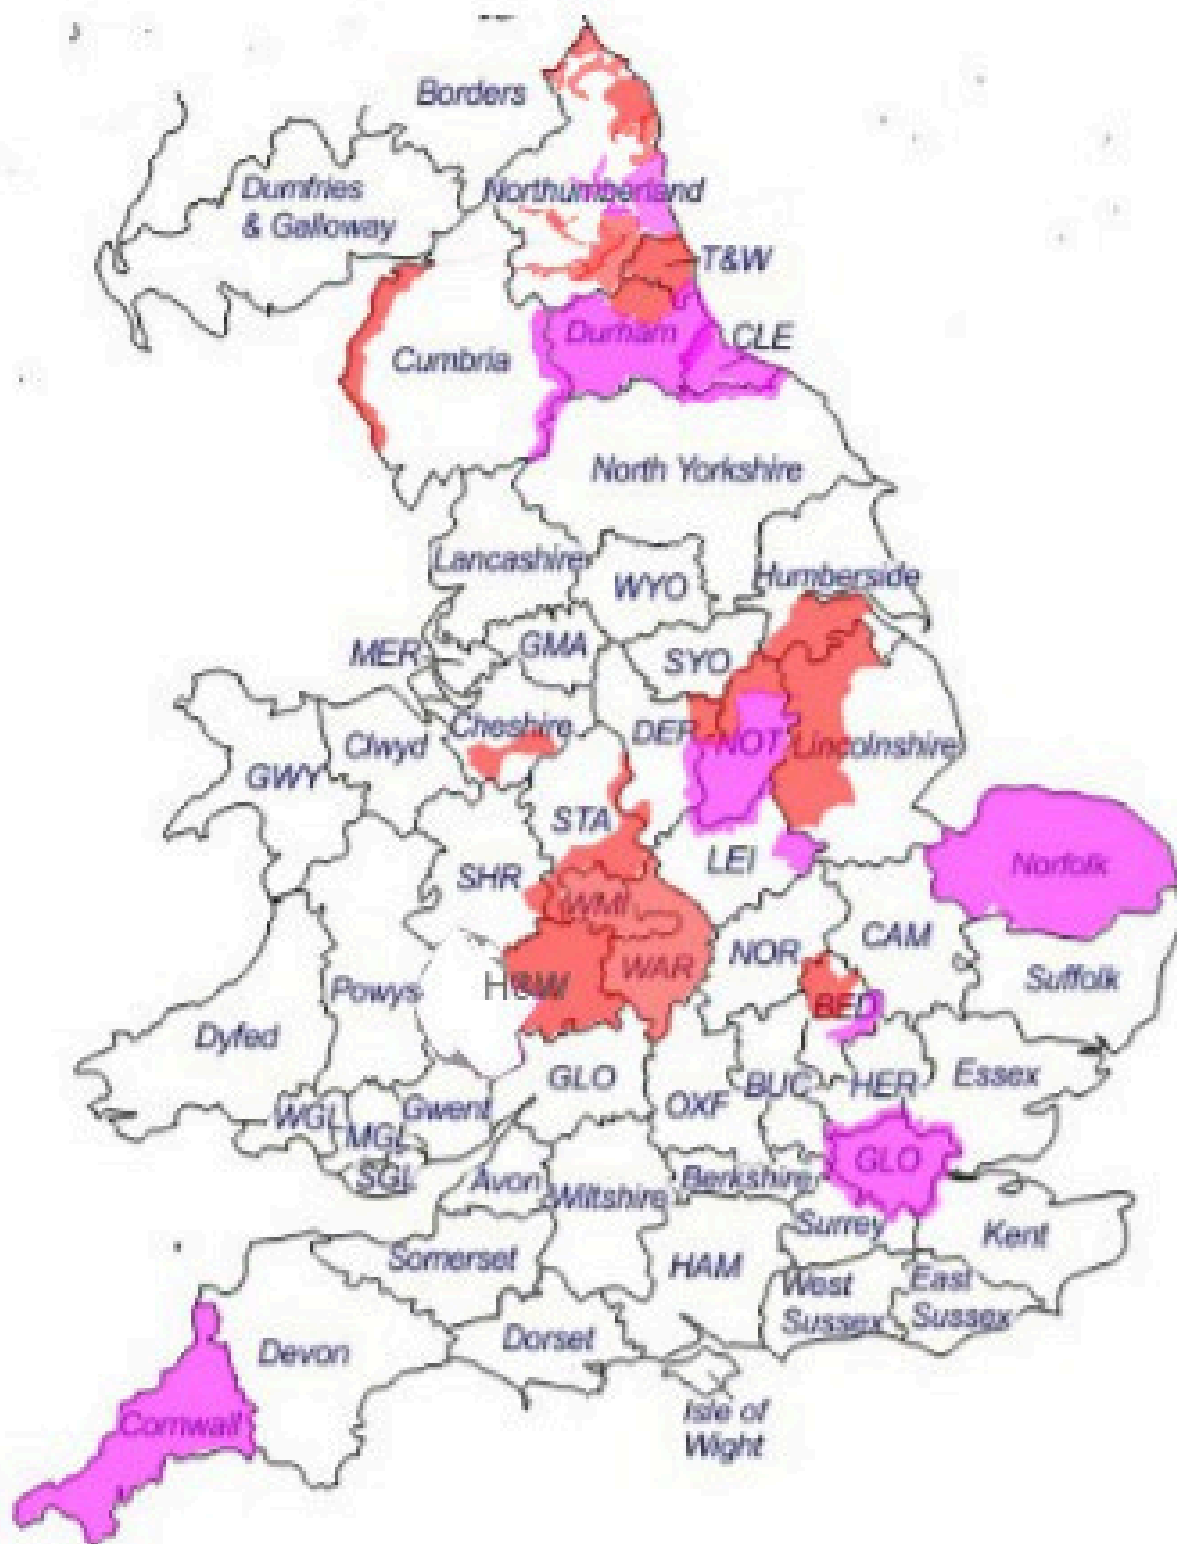 Borders
Dumfries
& Galloway
Northumberland
T&W
Durham
CLE
Cumbria
North Yorkshire
Lancashire
WYO
Humberside
MER
GMA
SYO
Cheshire
DER
NOT
Lincolnshire
Clwyd
GWY
STA
SHR
LEI
Norfolk
WMI
NOR
CAM
H&W
WAR
Suffolk
Powys
BED
Dyfed
GLO
BUC
HER
Essex
OXF
WGL
Gwent
MGL
SGL
GLO
Avon
Wiltshire
Berkshire
Surrey
Kent
Somerset
HAM
West
Sussex
East
Sussex
Devon
Dorset
Cornwall
Isle of
Wight